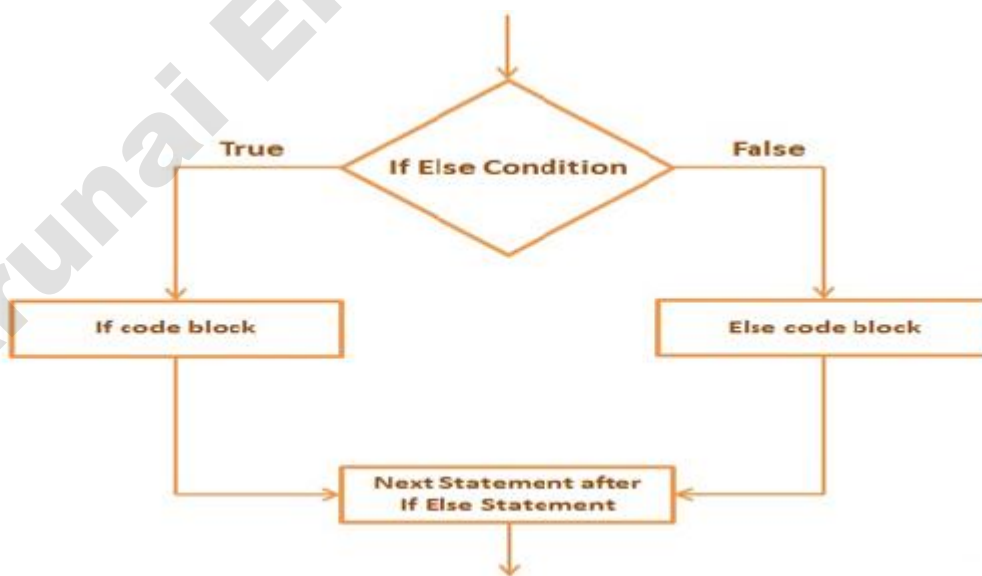 If Else Condition
True
False
If code block
Else code block
Next Statement after
If Else Statement